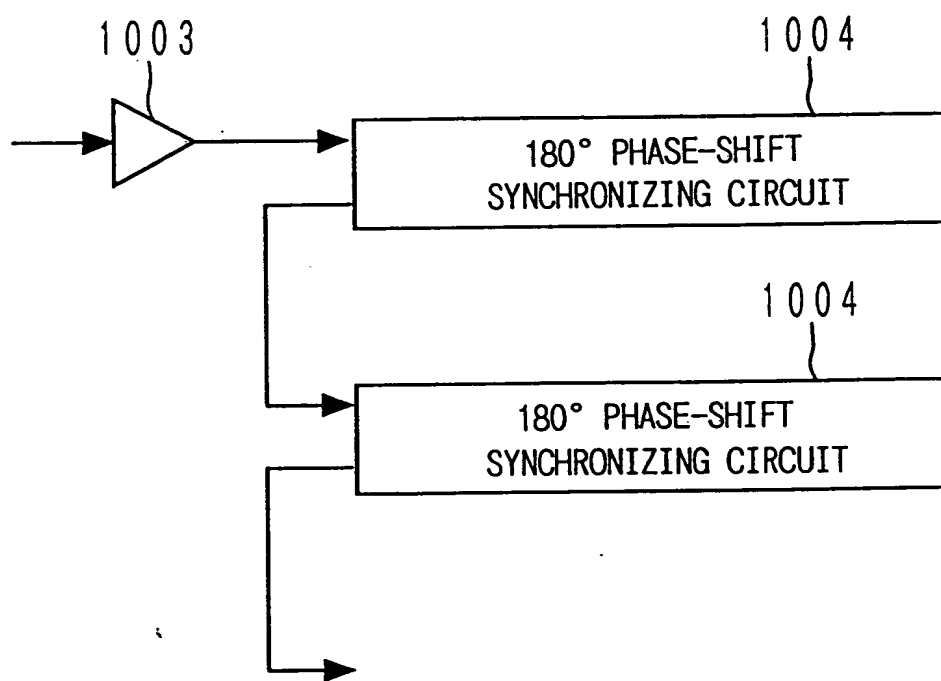 1003
1004
180° PHASE-SHIFT
SYNCHRONIZING CIRCUIT
1004
180° PHASE-SHIFT
SYNCHRONIZING CIRCUIT